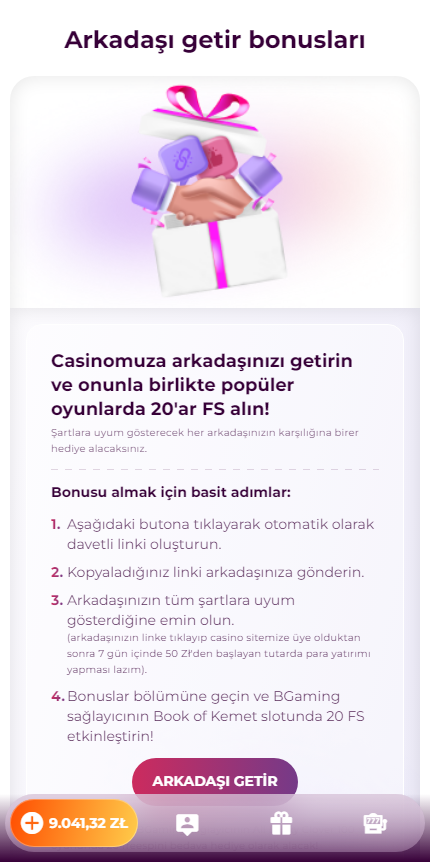 Arkadaşı getir bonusları
Casinomuza arkadaşınızı getirin
ve onunla birlikte popüler
oyunlarda 20'ar FS alın!
Şartlara uyum gösterecek her arkadaşınızın karşılığına birer
hediye alacaksınız.
Bonusu almak için basit adımlar:
1. Aşağıdaki butona tıklayarak otomatik olarak
davetli linki oluşturun.
2. Kopyaladığınız linki arkadaşınıza gönderin.
3. Arkadaşınızın tüm şartlara uyum
gösterdiğine emin olun.
(arkadaşınızın linke tıklayıp casino sitemize üye olduktan
sonra 7 gün içinde 50 Zł'den başlayan tutarda para yatırımı
yapması lazım).
4. Bonuslar bölümüne geçin ve BGaming
sağlayıcının Book of Kemet slotunda 20 FS
etkinleştirin!
ARKADAŞI GETİR
9.041,32 ZŁ
777